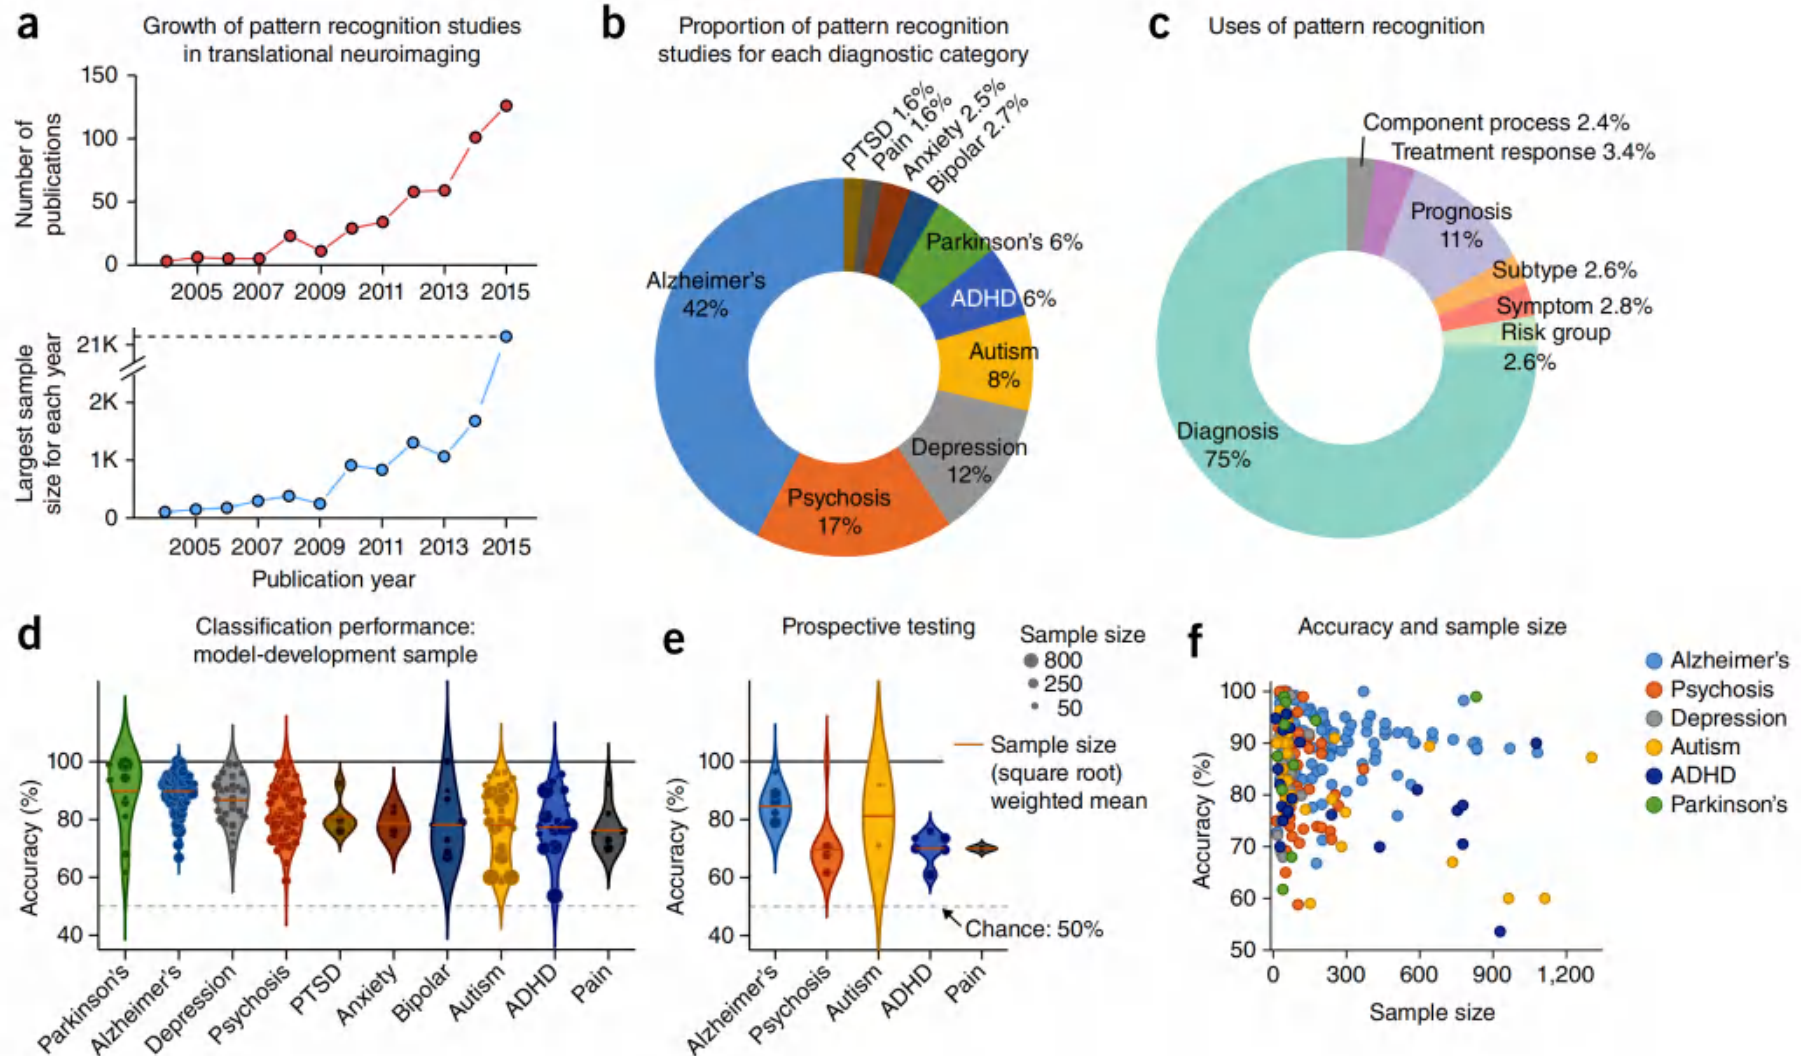 a
Growth of pattern recognition studies
in translational neuroimaging
Number of
publications
150
100
50
0
2005 2007 2009 2011 2013 2015
Largest sample
size for each year
21K
2K
1K
0
2005 2007 2009 2011 2013 2015
Publication year
b
Proportion of pattern recognition
studies for each diagnostic category
PTSD 1.6%
Pain 1.6%
Anxiety 2.5%
Bipolar 2.7%
Parkinson's 6%
ADHD 6%
Autism
8%
Depression
12%
Psychosis
17%
Alzheimer's
42%
c
Uses of pattern recognition
Component process 2.4%
Treatment response 3.4%
Prognosis
11%
Subtype 2.6%
Symptom 2.8%
Risk group
2.6%
Diagnosis
75%
d
Classification performance:
model-development sample
Accuracy (%)
100
80
60
40
Parkinson's
Alzheimer's
Depression
Psychosis
PTSD
Anxiety
Bipolar
Autism
ADHD
Pain
e
Prospective testing
Accuracy (%)
100
80
60
40
Alzheimer's
Psychosis
Autism
ADHD
Pain
Sample size
800
250
50
Sample size
(square root)
weighted mean
Chance: 50%
f
Accuracy and sample size
Accuracy (%)
100
90
80
70
60
50
0 300 600 900 1,200
Sample size
Alzheimer's
Psychosis
Depression
Autism
ADHD
Parkinson's